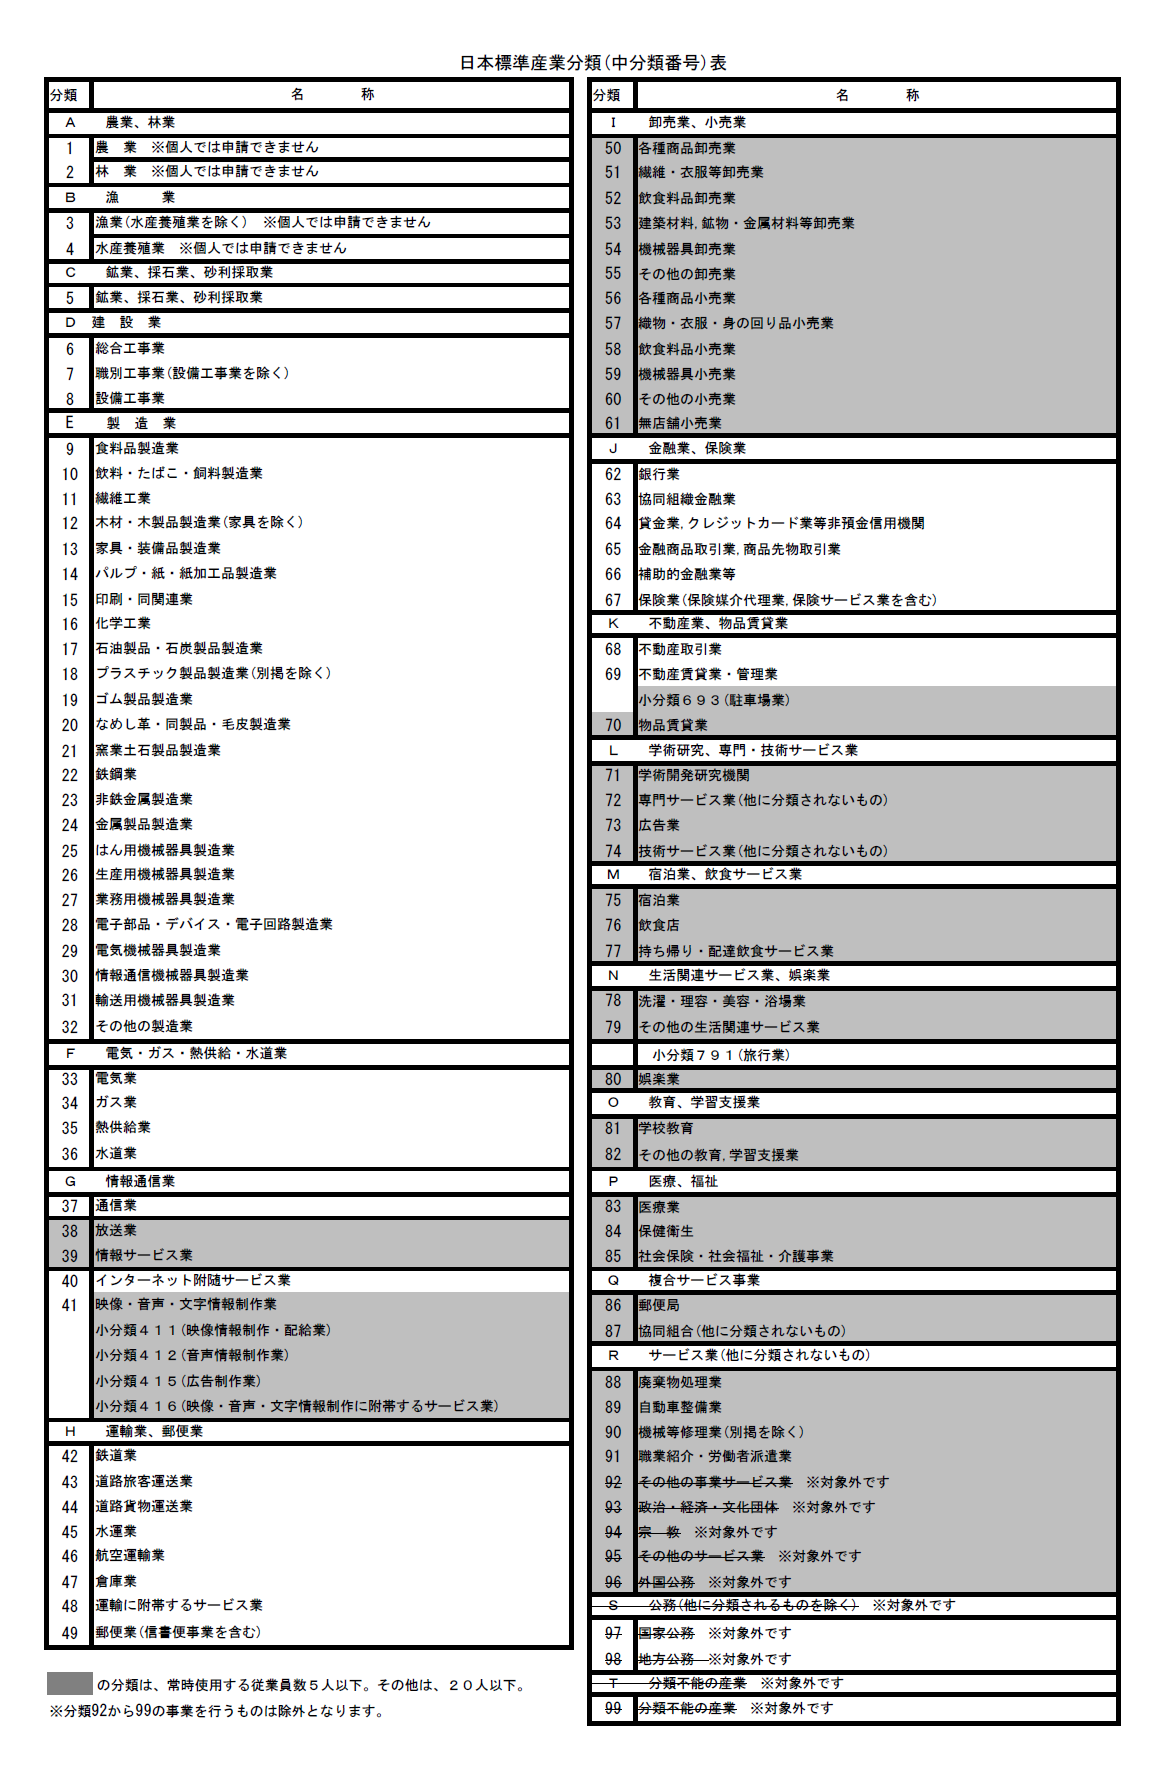 日本標準産業分類(中分類番号)表
分類 名 称
A 農業、林業
1 農 業 ※個人では申請できません
2 林 業 ※個人では申請できません
B 漁 業
3 漁業(水産養殖業を除く) ※個人では申請できません
4 水産養殖業 ※個人では申請できません
C 鉱業、採石業、砂利採取業
5 鉱業、採石業、砂利採取業
D 建 設 業
6 総合工事業
7 職別工事業(設備工事業を除く)
8 設備工事業
E 製 造 業
9 食料品製造業
10 飲料・たばこ・飼料製造業
11 繊維工業
12 木材・木製品製造業(家具を除く)
13 家具・装備品製造業
14 パルプ・紙・紙加工品製造業
15 印刷・同関連業
16 化学工業
17 石油製品・石炭製品製造業
18 プラスチック製品製造業(別掲を除く)
19 ゴム製品製造業
20 なめし革・同製品・毛皮製造業
21 窯業土石製品製造業
22 鉄鋼業
23 非鉄金属製造業
24 金属製品製造業
25 はん用機械器具製造業
26 生産用機械器具製造業
27 業務用機械器具製造業
28 電子部品・デバイス・電子回路製造業
29 電気機械器具製造業
30 情報通信機械器具製造業
31 輸送用機械器具製造業
32 その他の製造業
F 電気・ガス・熱供給・水道業
33 電気業
34 ガス業
35 熱供給業
36 水道業
G 情報通信業
37 通信業
38 放送業
39 情報サービス業
40 インターネット附随サービス業
41 映像・音声・文字情報制作業
小分類411(映像情報制作・配給業)
小分類412(音声情報制作業)
小分類415(広告制作業)
小分類416(映像・音声・文字情報制作に附帯するサービス業)
H 運輸業、郵便業
42 鉄道業
43 道路旅客運送業
44 道路貨物運送業
45 水運業
46 航空運輸業
47 倉庫業
48 運輸に附帯するサービス業
49 郵便業(信書便事業を含む)
の分類は、常時使用する従業員数5人以下。その他は、20人以下。
※分類92から99の事業を行うものは除外となります。
分類 名 称
I 卸売業、小売業
50 各種商品卸売業
51 繊維・衣服等卸売業
52 飲食料品卸売業
53 建築材料,鉱物・金属材料等卸売業
54 機械器具卸売業
55 その他の卸売業
56 各種商品小売業
57 織物・衣服・身の回り品小売業
58 飲食料品小売業
59 機械器具小売業
60 その他の小売業
61 無店舗小売業
J 金融業、保険業
62 銀行業
63 協同組織金融業
64 貸金業,クレジットカード業等非預金信用機関
65 金融商品取引業,商品先物取引業
66 補助的金融業等
67 保険業(保険媒介代理業,保険サービス業を含む)
K 不動産業、物品賃貸業
68 不動産取引業
69 不動産賃貸業・管理業
小分類693(駐車場業)
70 物品賃貸業
L 学術研究、専門・技術サービス業
71 学術開発研究機関
72 専門サービス業(他に分類されないもの)
73 広告業
74 技術サービス業(他に分類されないもの)
M 宿泊業、飲食サービス業
75 宿泊業
76 飲食店
77 持ち帰り・配達飲食サービス業
N 生活関連サービス業、娯楽業
78 洗濯・理容・美容・浴場業
79 その他の生活関連サービス業
小分類791(旅行業)
80 娯楽業
O 教育、学習支援業
81 学校教育
82 その他の教育,学習支援業
P 医療、福祉
83 医療業
84 保健衛生
85 社会保険・社会福祉・介護事業
Q 複合サービス事業
86 郵便局
87 協同組合(他に分類されないもの)
R サービス業(他に分類されないもの)
88 廃棄物処理業
89 自動車整備業
90 機械等修理業(別掲を除く)
91 職業紹介・労働者派遣業
92 その他の事業サービス業 ※対象外です
93 政治・経済・文化団体 ※対象外です
94 宗 教 ※対象外です
95 その他のサービス業 ※対象外です
96 外国公務 ※対象外です
S 公務(他に分類されるものを除く) ※対象外です
97 国家公務 ※対象外です
98 地方公務 ※対象外です
T 分類不能の産業 ※対象外です
99 分類不能の産業 ※対象外です